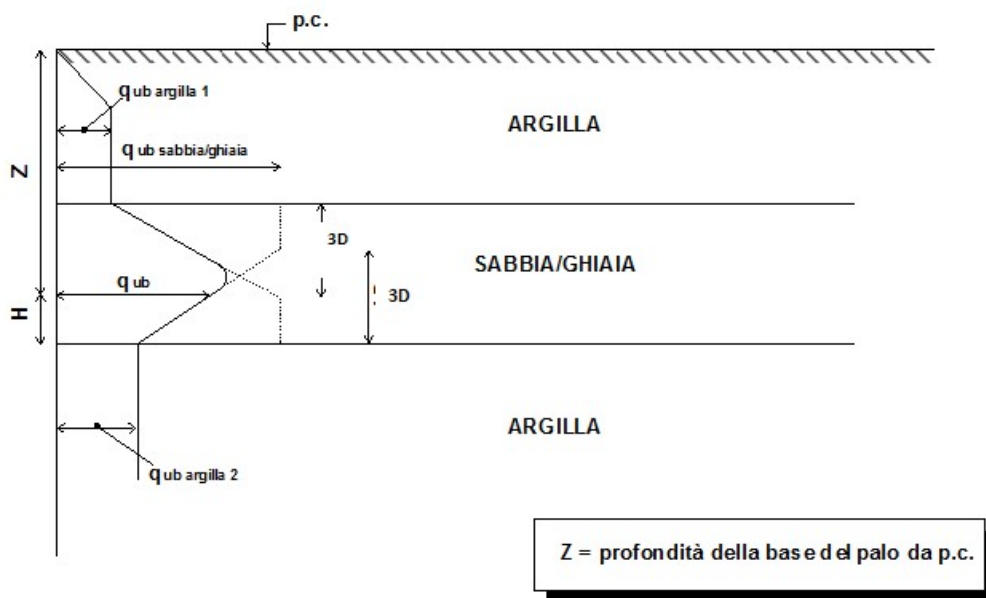 p.c.
q ub argilla 1
ARGILLA
q ub sabbia/ghiaia
Z
3D
SABBIA/GHIAIA
q ub
3D
H
ARGILLA
q ub argilla 2
Z = profondità della base del palo da p.c.